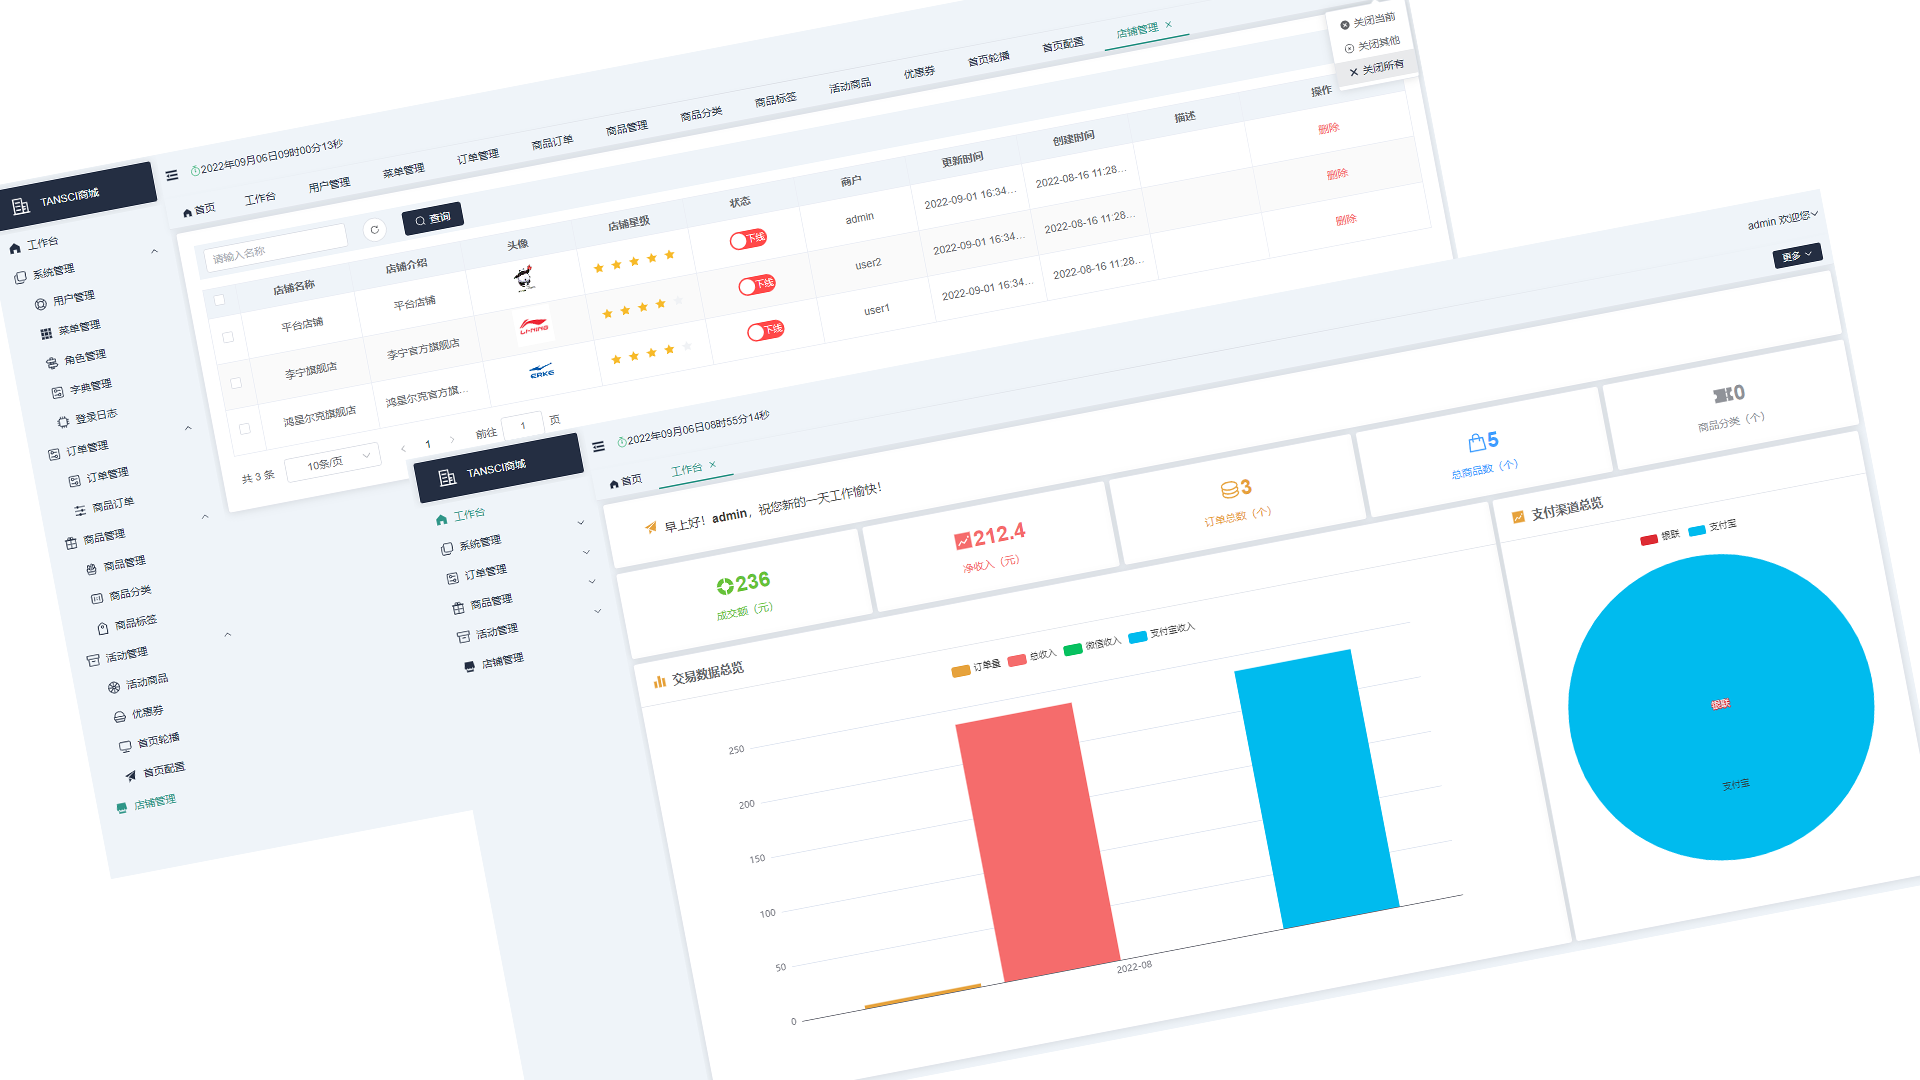 TANSCI商城
2022年09月06日09时00分13秒
首页 工作台 用户管理 菜单管理 订单管理 商品订单 商品管理 商品分类 商品标签 活动商品 优惠券 首页轮播 首页配置 店铺管理
关闭当前
关闭其他
关闭所有
工作台
系统管理
用户管理
菜单管理
角色管理
字典管理
登录日志
订单管理
订单管理
商品订单
商品管理
商品管理
商品分类
商品标签
活动管理
活动商品
优惠券
首页轮播
首页配置
店铺管理
请输入名称 查询
店铺名称 店铺介绍 头像 店铺星级 状态 商户 更新时间 创建时间 描述 操作
平台店铺 平台店铺 下线 admin 2022-09-01 16:34... 2022-08-16 11:28... 删除
李宁旗舰店 李宁官方旗舰店 LI-NING 下线 user2 2022-09-01 16:34... 2022-08-16 11:28... 删除
鸿星尔克旗舰店 鸿星尔克官方旗... ERKE 下线 user1 2022-09-01 16:34... 2022-08-16 11:28... 删除
共 3 条 10条/页 1 前往 1 页
TANSCI商城
2022年09月06日08时55分14秒
admin 欢迎您
首页 工作台
更多
工作台
系统管理
订单管理
商品管理
活动管理
店铺管理
早上好！admin，祝您新的一天工作愉快！
236
成交额（元）
212.4
净收入（元）
3
订单总数（个）
5
总商品数（个）
0
商品分类（个）
交易数据总览
订单量 总收入 微信收入 支付宝收入
250
200
150
100
50
0
2022-08
支付渠道总览
银联 支付宝
银联
支付宝